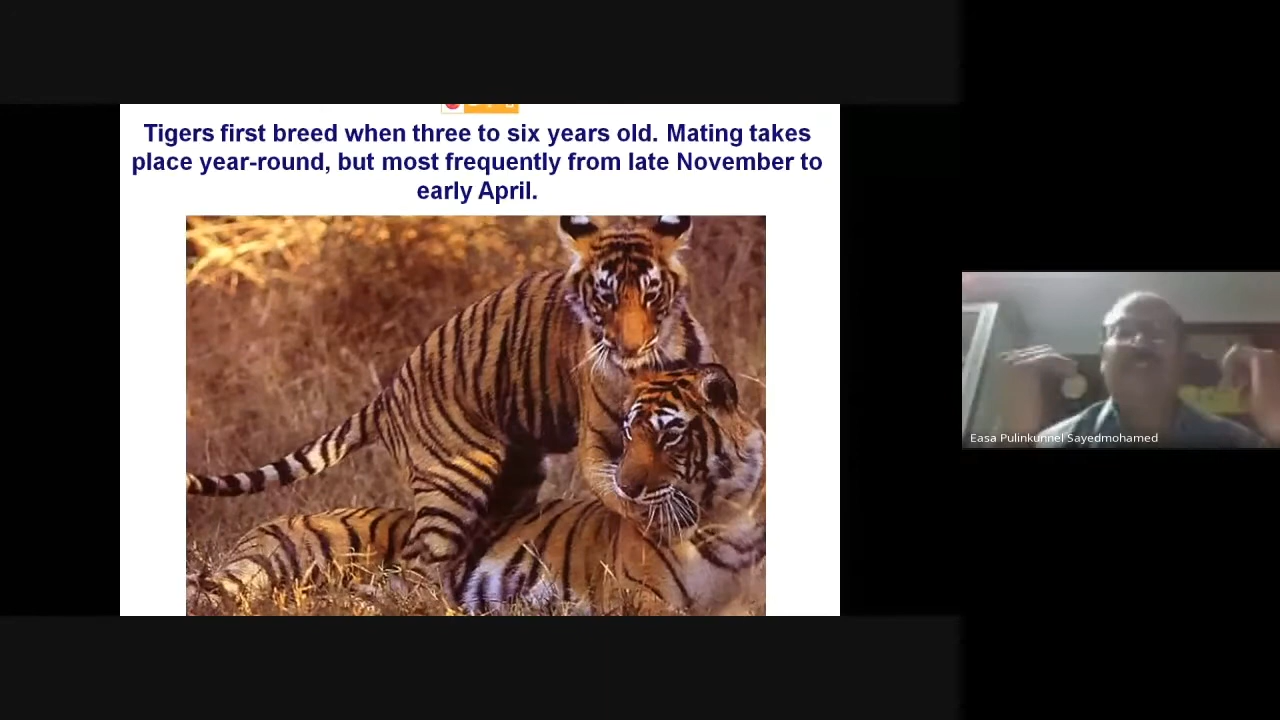 Tigers first breed when three to six years old. Mating takes
place year-round, but most frequently from late November to
early April.
Easa Pulinkunnel Sayedmohamed